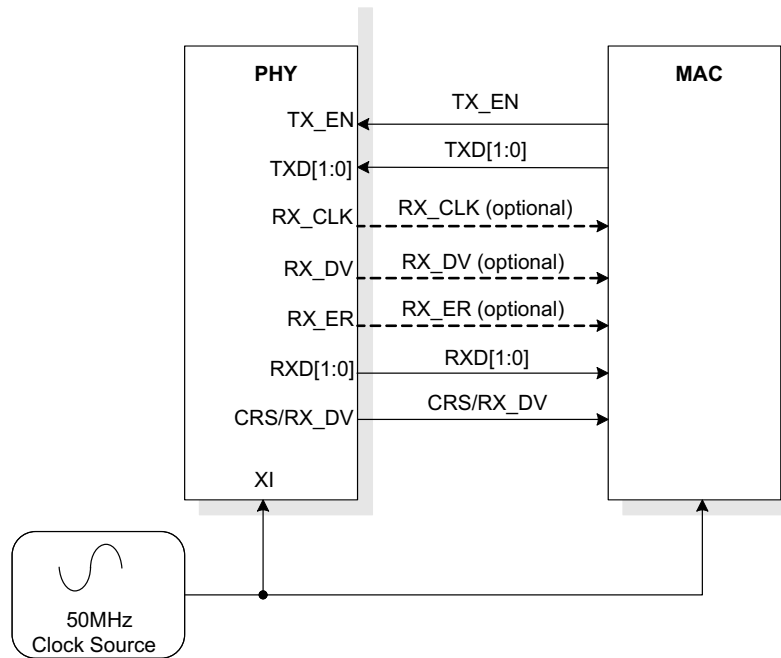 PHY
MAC
TX_EN
TX_EN
TXD[1:0]
TXD[1:0]
RX_CLK
RX_CLK (optional)
RX_DV
RX_DV (optional)
RX_ER
RX_ER (optional)
RXD[1:0]
RXD[1:0]
CRS/RX_DV
CRS/RX_DV
XI
50MHz
Clock Source